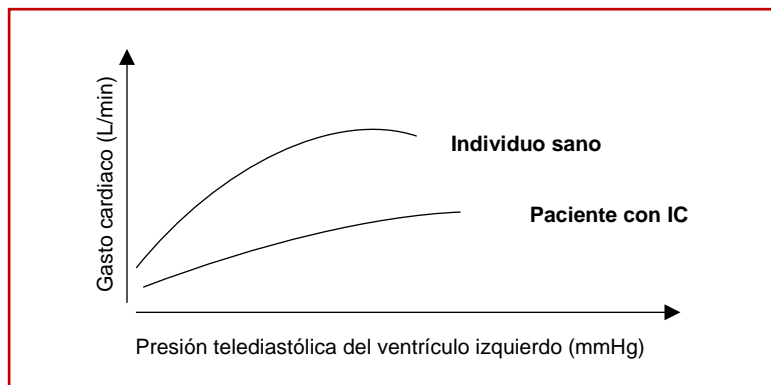 Gasto cardiaco (L/min)
Individuo sano
Paciente con IC
Presión telediastólica del ventrículo izquierdo (mmHg)